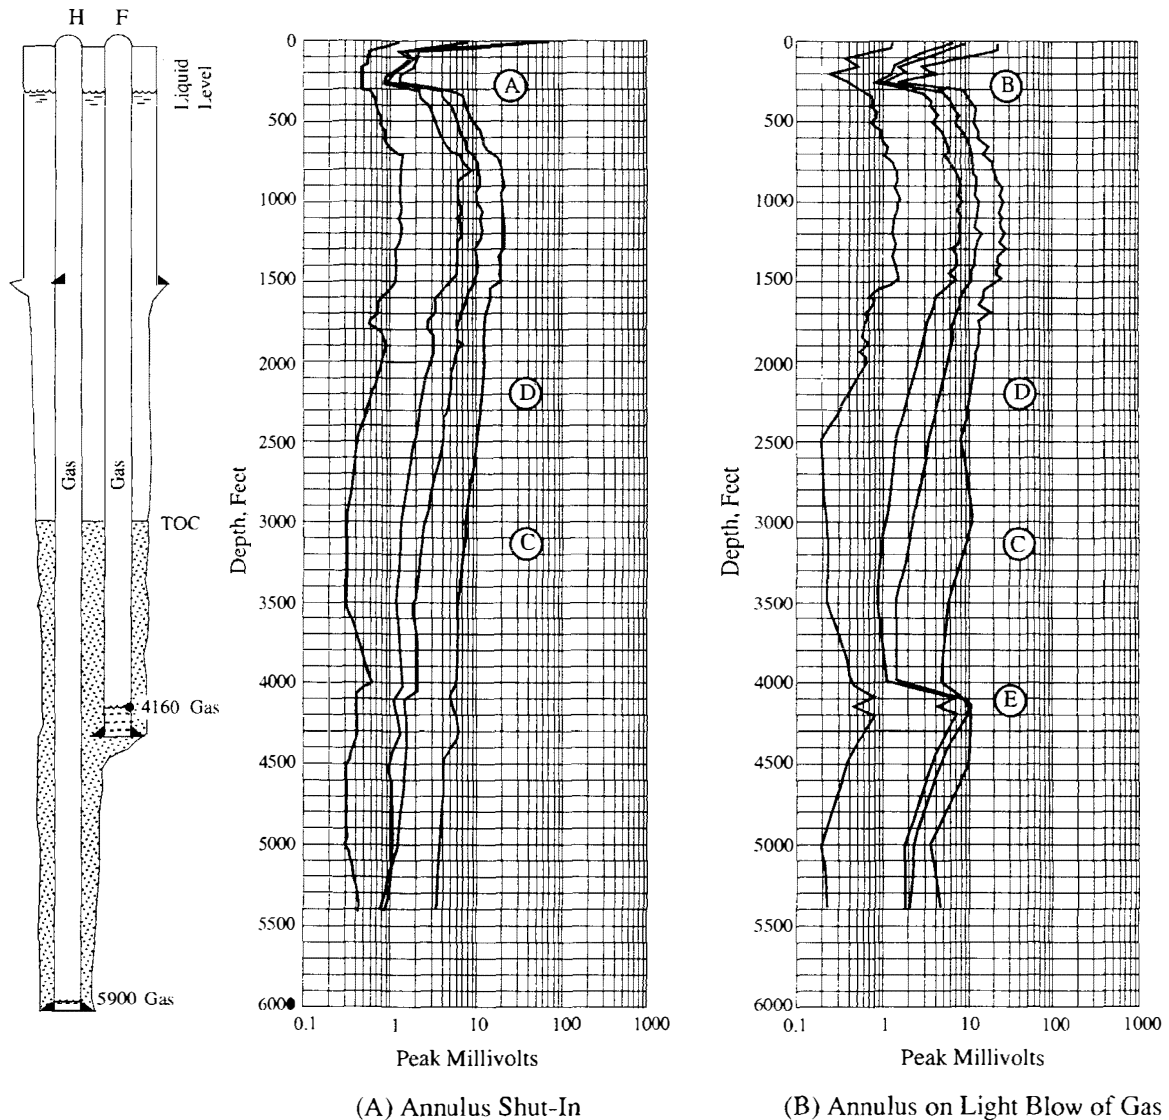 H F
Liquid Level
Gas
Gas
TOC
4160 Gas
5900 Gas
Depth, Feet
0
500
1000
1500
2000
2500
3000
3500
4000
4500
5000
5500
6000
0.1 1 10 100 1000
Peak Millivolts
A
D
C
(A) Annulus Shut-In
Depth, Feet
0
500
1000
1500
2000
2500
3000
3500
4000
4500
5000
5500
6000
0.1 1 10 100 1000
Peak Millivolts
B
D
C
E
(B) Annulus on Light Blow of Gas